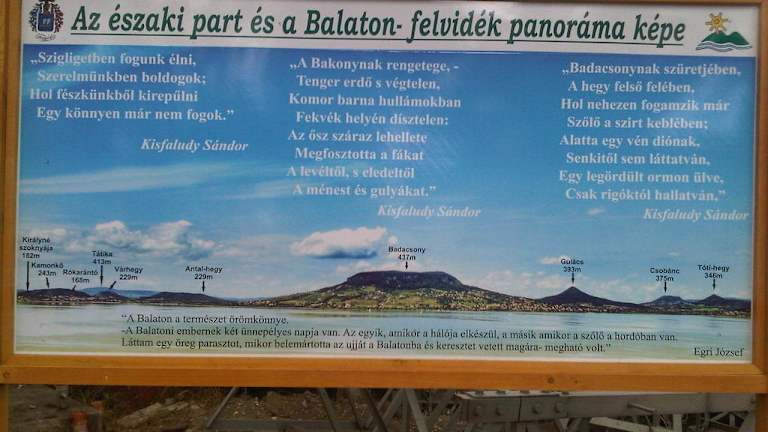 Az északi part és a Balaton- felvidék panoráma képe
„Szigligetben fogunk élni,
Szerelmünkben boldogok;
Hol fészkünkből kirepülni
Egy könnyen már nem fogok.”
Kisfaludy Sándor
„A Bakonynak rengetege, -
Tenger erdő s végtelen,
Komor barna hullámokban
Fekvék helyén dísztelen:
Az ősz száraz lehellete
Megfosztotta a fákat
A levéltől, s eledeltől
A ménest és gulyákat.”
Kisfaludy Sándor
„Badacsonynak szüretjében,
A hegy felső felében,
Hol nehezen fogamzik már
Szőlő a szirt keblében;
Alatta egy vén diónak,
Senkitől sem láttatván,
Egy legördült ormon ülve,
Csak rigóktól hallatván,”
Kisfaludy Sándor
Királyné
szoknyája
182m
Kamonkő
243m
Rókarántó
168m
Tátika
413m
Várhegy
229m
Antal-hegy
229m
Badacsony
437m
Gulács
393m
Csobánc
375m
Tóti-hegy
346m
“A Balaton a természet örömkönnye.
-A Balatoni embernek két ünnepélyes napja van. Az egyik, amikor a hálója elkészül, a másik amikor a szőlő a hordóban van.
Láttam egy öreg parasztot, mikor belemártotta az ujját a Balatonba és keresztet vetett magára- megható volt.”
Egri József